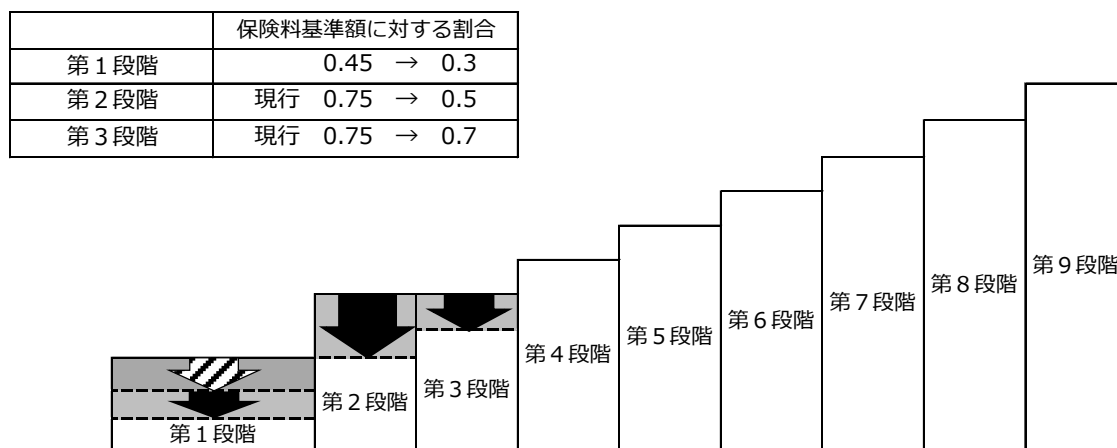 保険料基準額に対する割合
第１段階 0.45 → 0.3
第２段階 現行 0.75 → 0.5
第３段階 現行 0.75 → 0.7
第１段階
第２段階
第３段階
第４段階
第５段階
第６段階
第７段階
第８段階
第９段階